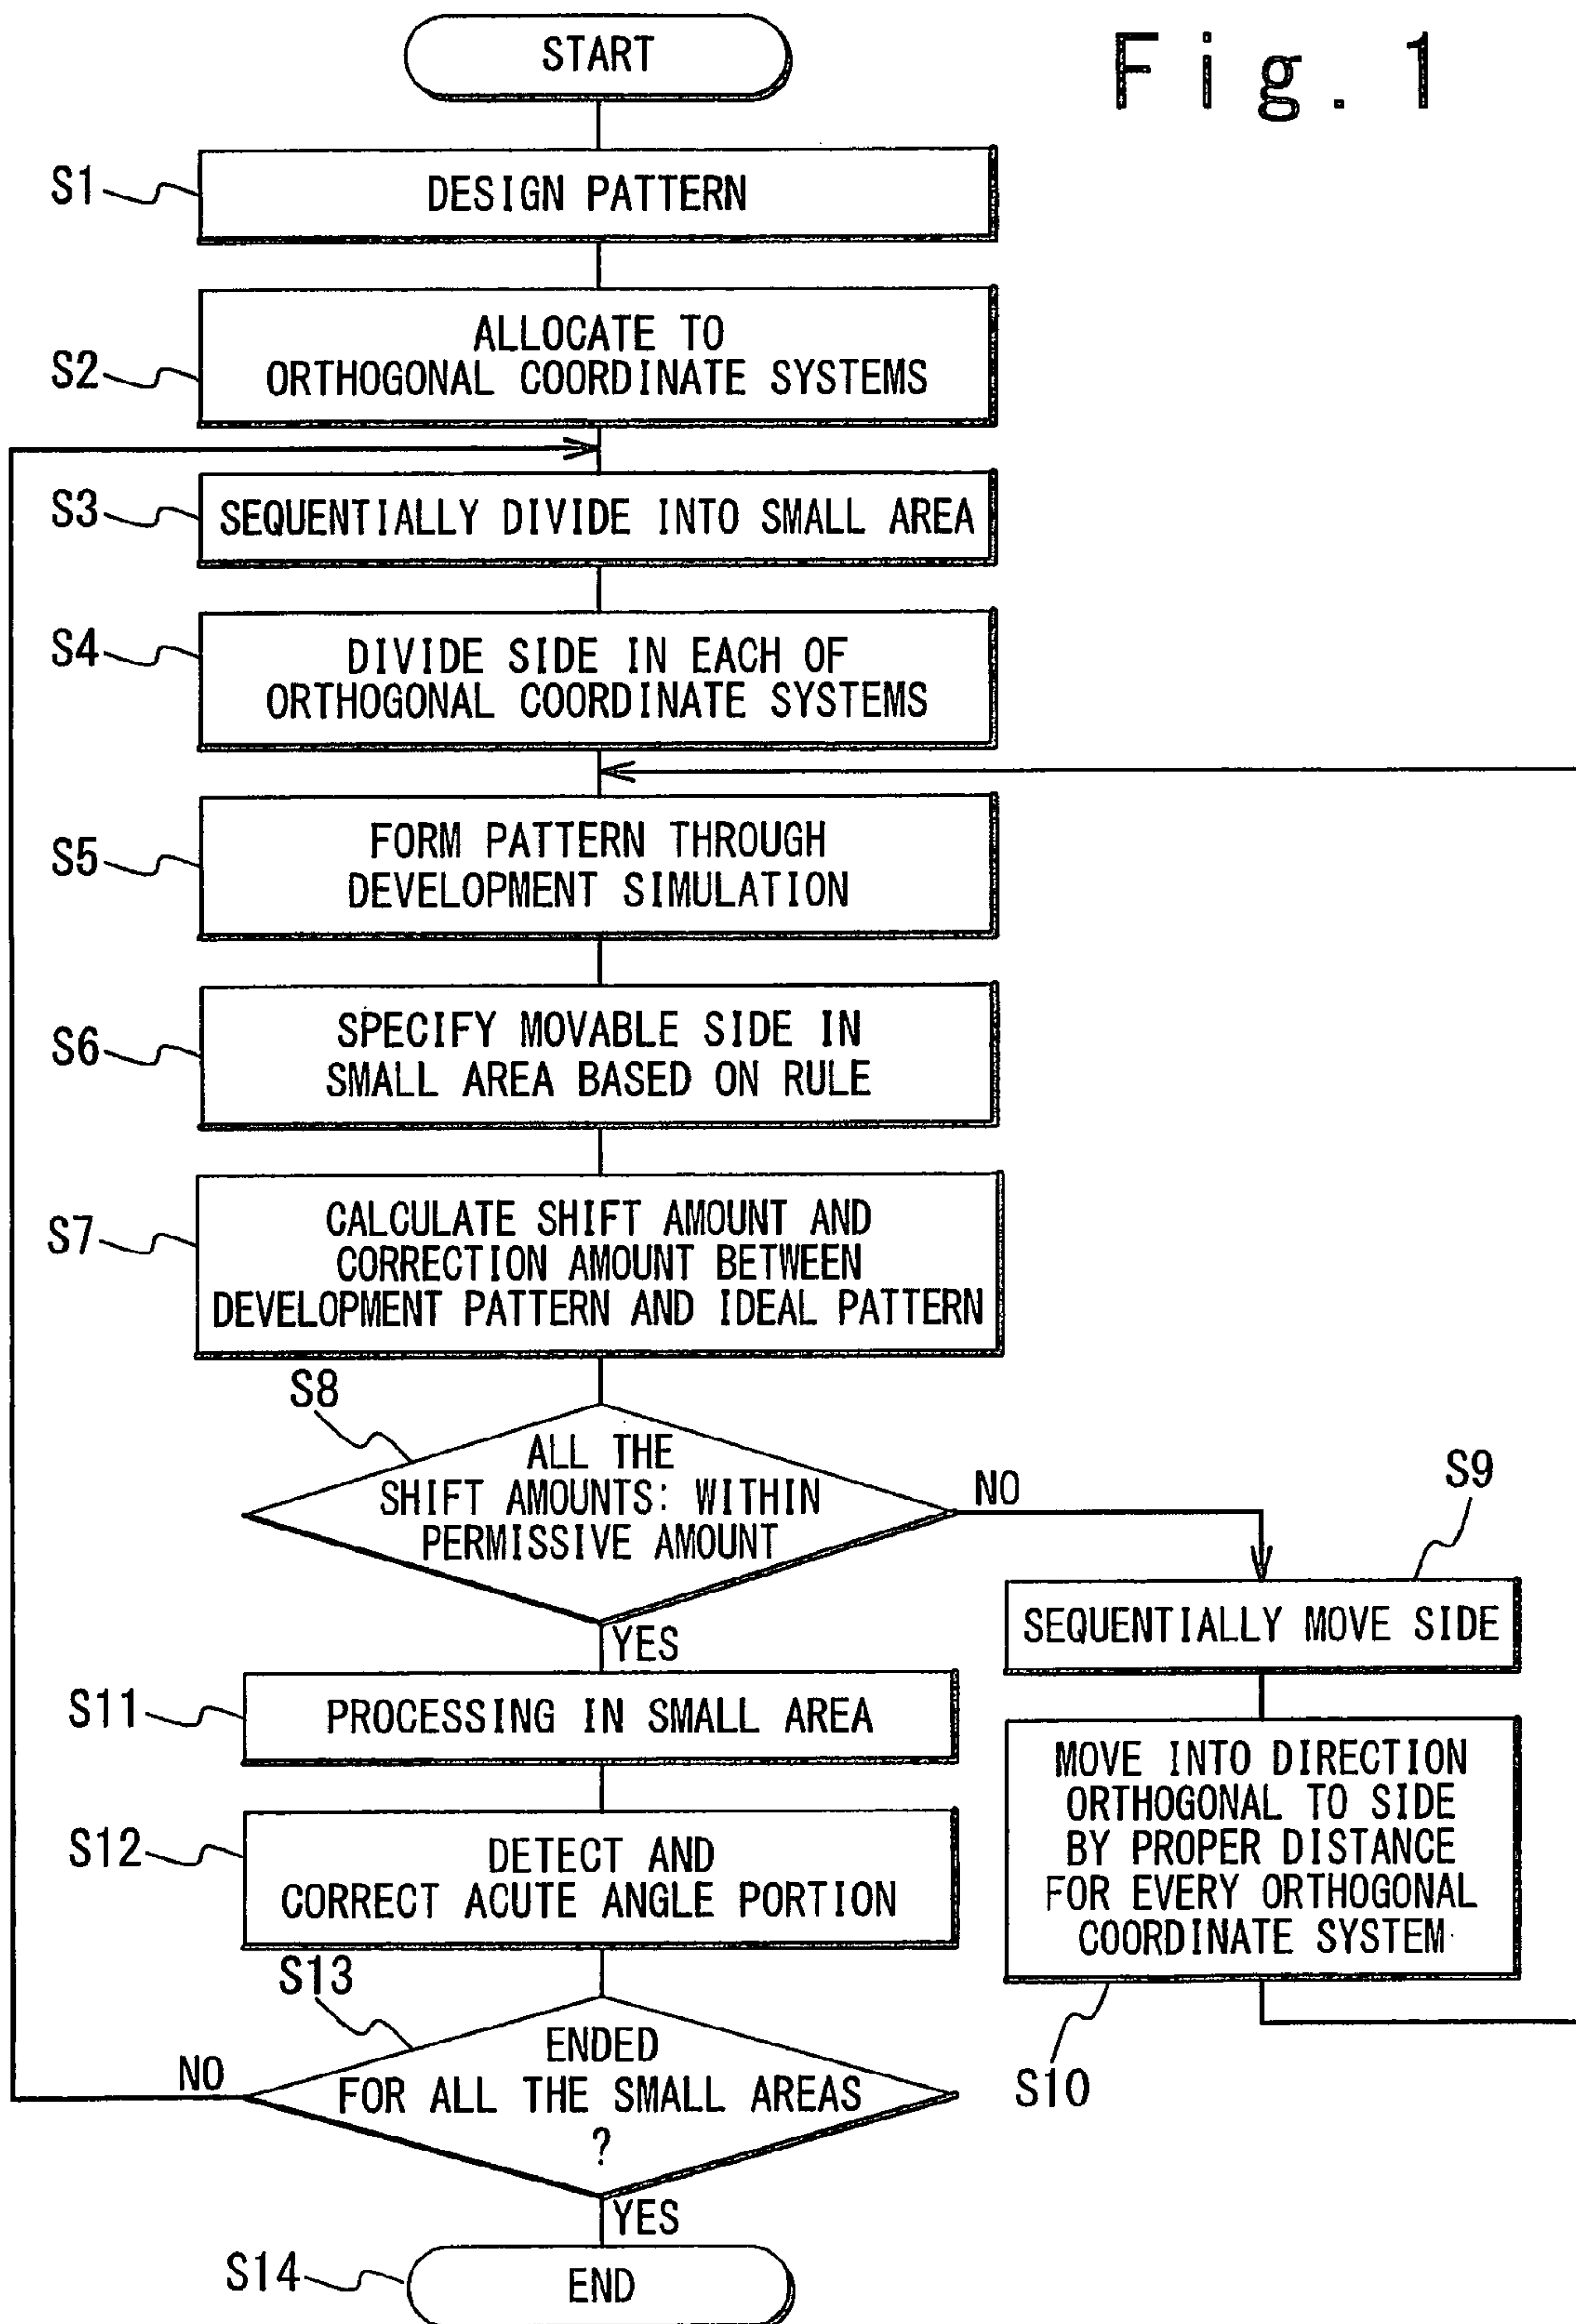 START
Fig. 1
S1
DESIGN PATTERN
S2
ALLOCATE TO
ORTHOGONAL COORDINATE SYSTEMS
S3
SEQUENTIALLY DIVIDE INTO SMALL AREA
S4
DIVIDE SIDE IN EACH OF
ORTHOGONAL COORDINATE SYSTEMS
S5
FORM PATTERN THROUGH
DEVELOPMENT SIMULATION
S6
SPECIFY MOVABLE SIDE IN
SMALL AREA BASED ON RULE
S7
CALCULATE SHIFT AMOUNT AND
CORRECTION AMOUNT BETWEEN
DEVELOPMENT PATTERN AND IDEAL PATTERN
S8
ALL THE
SHIFT AMOUNTS: WITHIN
PERMISSIVE AMOUNT
NO
YES
S9
SEQUENTIALLY MOVE SIDE
MOVE INTO DIRECTION
ORTHOGONAL TO SIDE
BY PROPER DISTANCE
FOR EVERY ORTHOGONAL
COORDINATE SYSTEM
S10
S11
PROCESSING IN SMALL AREA
S12
DETECT AND
CORRECT ACUTE ANGLE PORTION
S13
ENDED
FOR ALL THE SMALL AREAS
?
NO
YES
S14
END